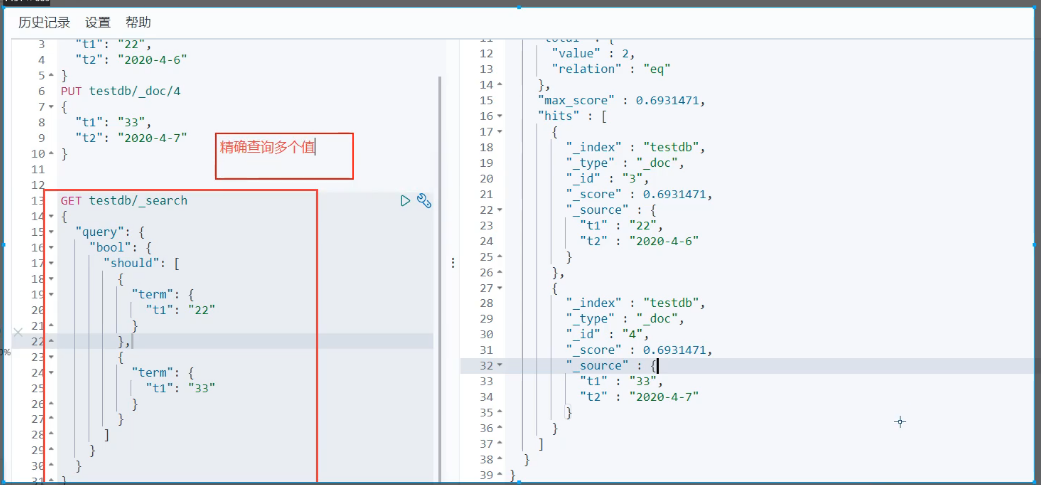 历史记录 设置 帮助
3 "t1": "22",
4 "t2": "2020-4-6"
5 }
6 PUT testdb/_doc/4
7 {
8 "t1": "33",
9 "t2": "2020-4-7"
10 }
11
12
精确查询多个值
13 GET testdb/_search
14 {
15 "query": {
16 "bool": {
17 "should": [
18 {
19 "term": {
20 "t1": "22"
21 }
22 },
23 {
24 "term": {
25 "t1": "33"
26 }
27 }
28 ]
29 }
30 }
31 }
11 "total" : {
12 "value" : 2,
13 "relation" : "eq"
14 },
15 "max_score" : 0.6931471,
16 "hits" : [
17 {
18 "_index" : "testdb",
19 "_type" : "_doc",
20 "_id" : "3",
21 "_score" : 0.6931471,
22 "_source" : {
23 "t1" : "22",
24 "t2" : "2020-4-6"
25 }
26 },
27 {
28 "_index" : "testdb",
29 "_type" : "_doc",
30 "_id" : "4",
31 "_score" : 0.6931471,
32 "_source" : {
33 "t1" : "33",
34 "t2" : "2020-4-7"
35 }
36 }
37 ]
38 }
39 }